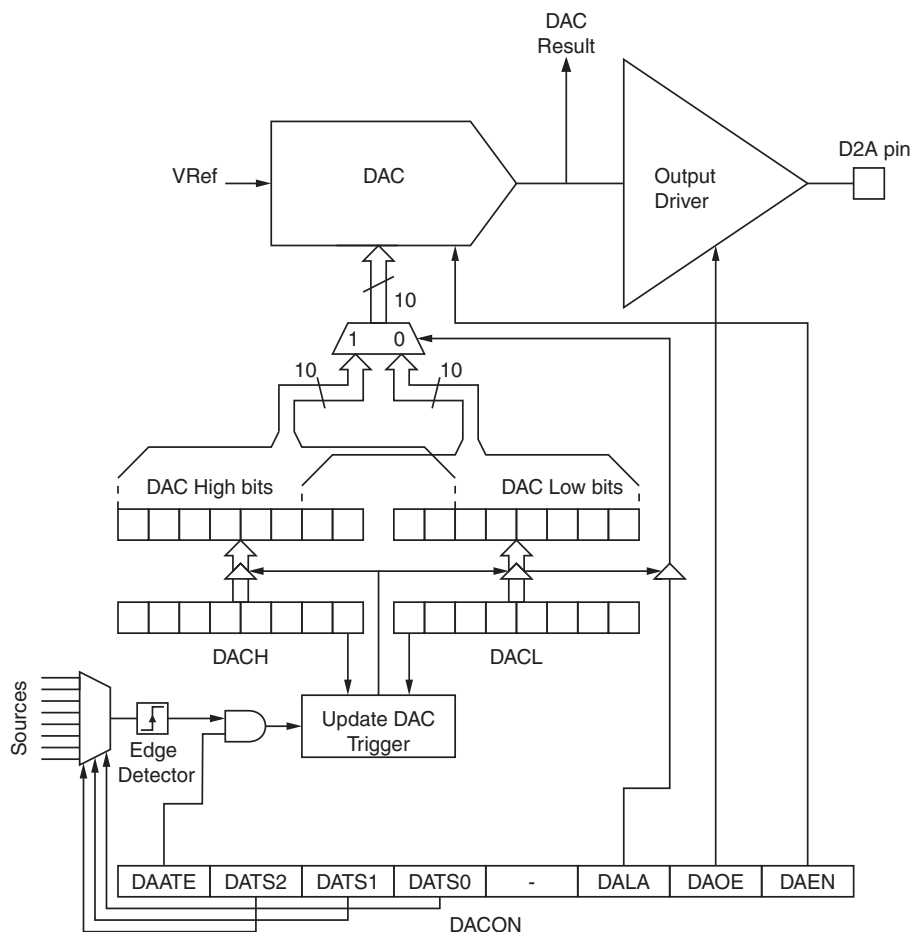 DAC
Result
D2A pin
VRef
DAC
Output
Driver
10
1 0
10
10
DAC High bits
DAC Low bits
DACH
DACL
Sources
Update DAC
Trigger
Edge
Detector
DAATE DATS2 DATS1 DATS0 - DALA DAOE DAEN
DACON